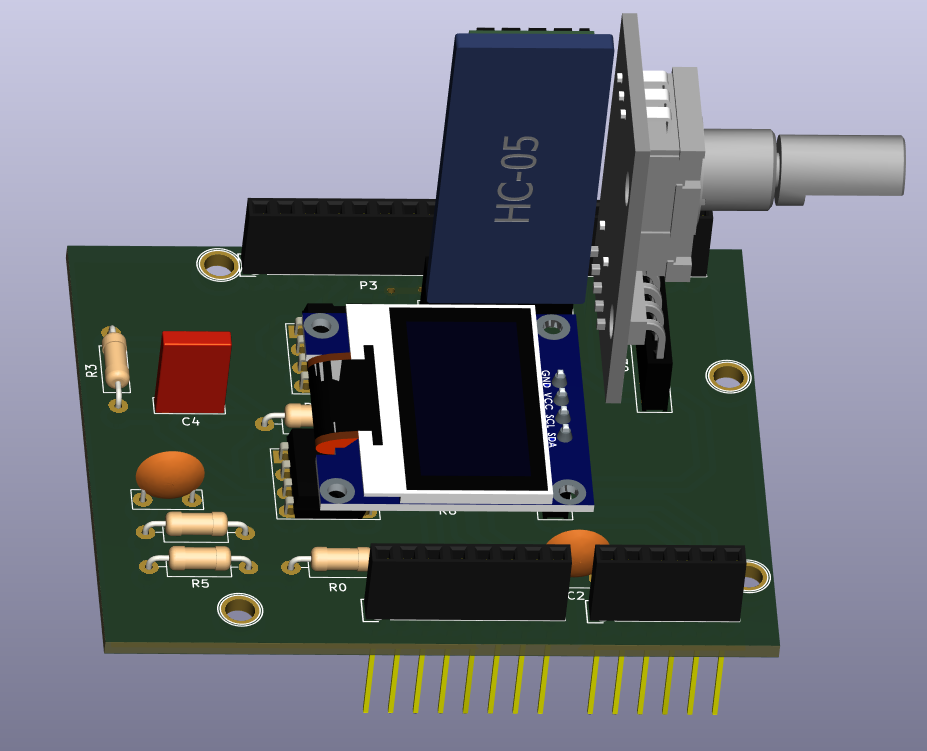 HC-05
P3
R3
C4
GND VCC SCL SDA
R5
R0
C2